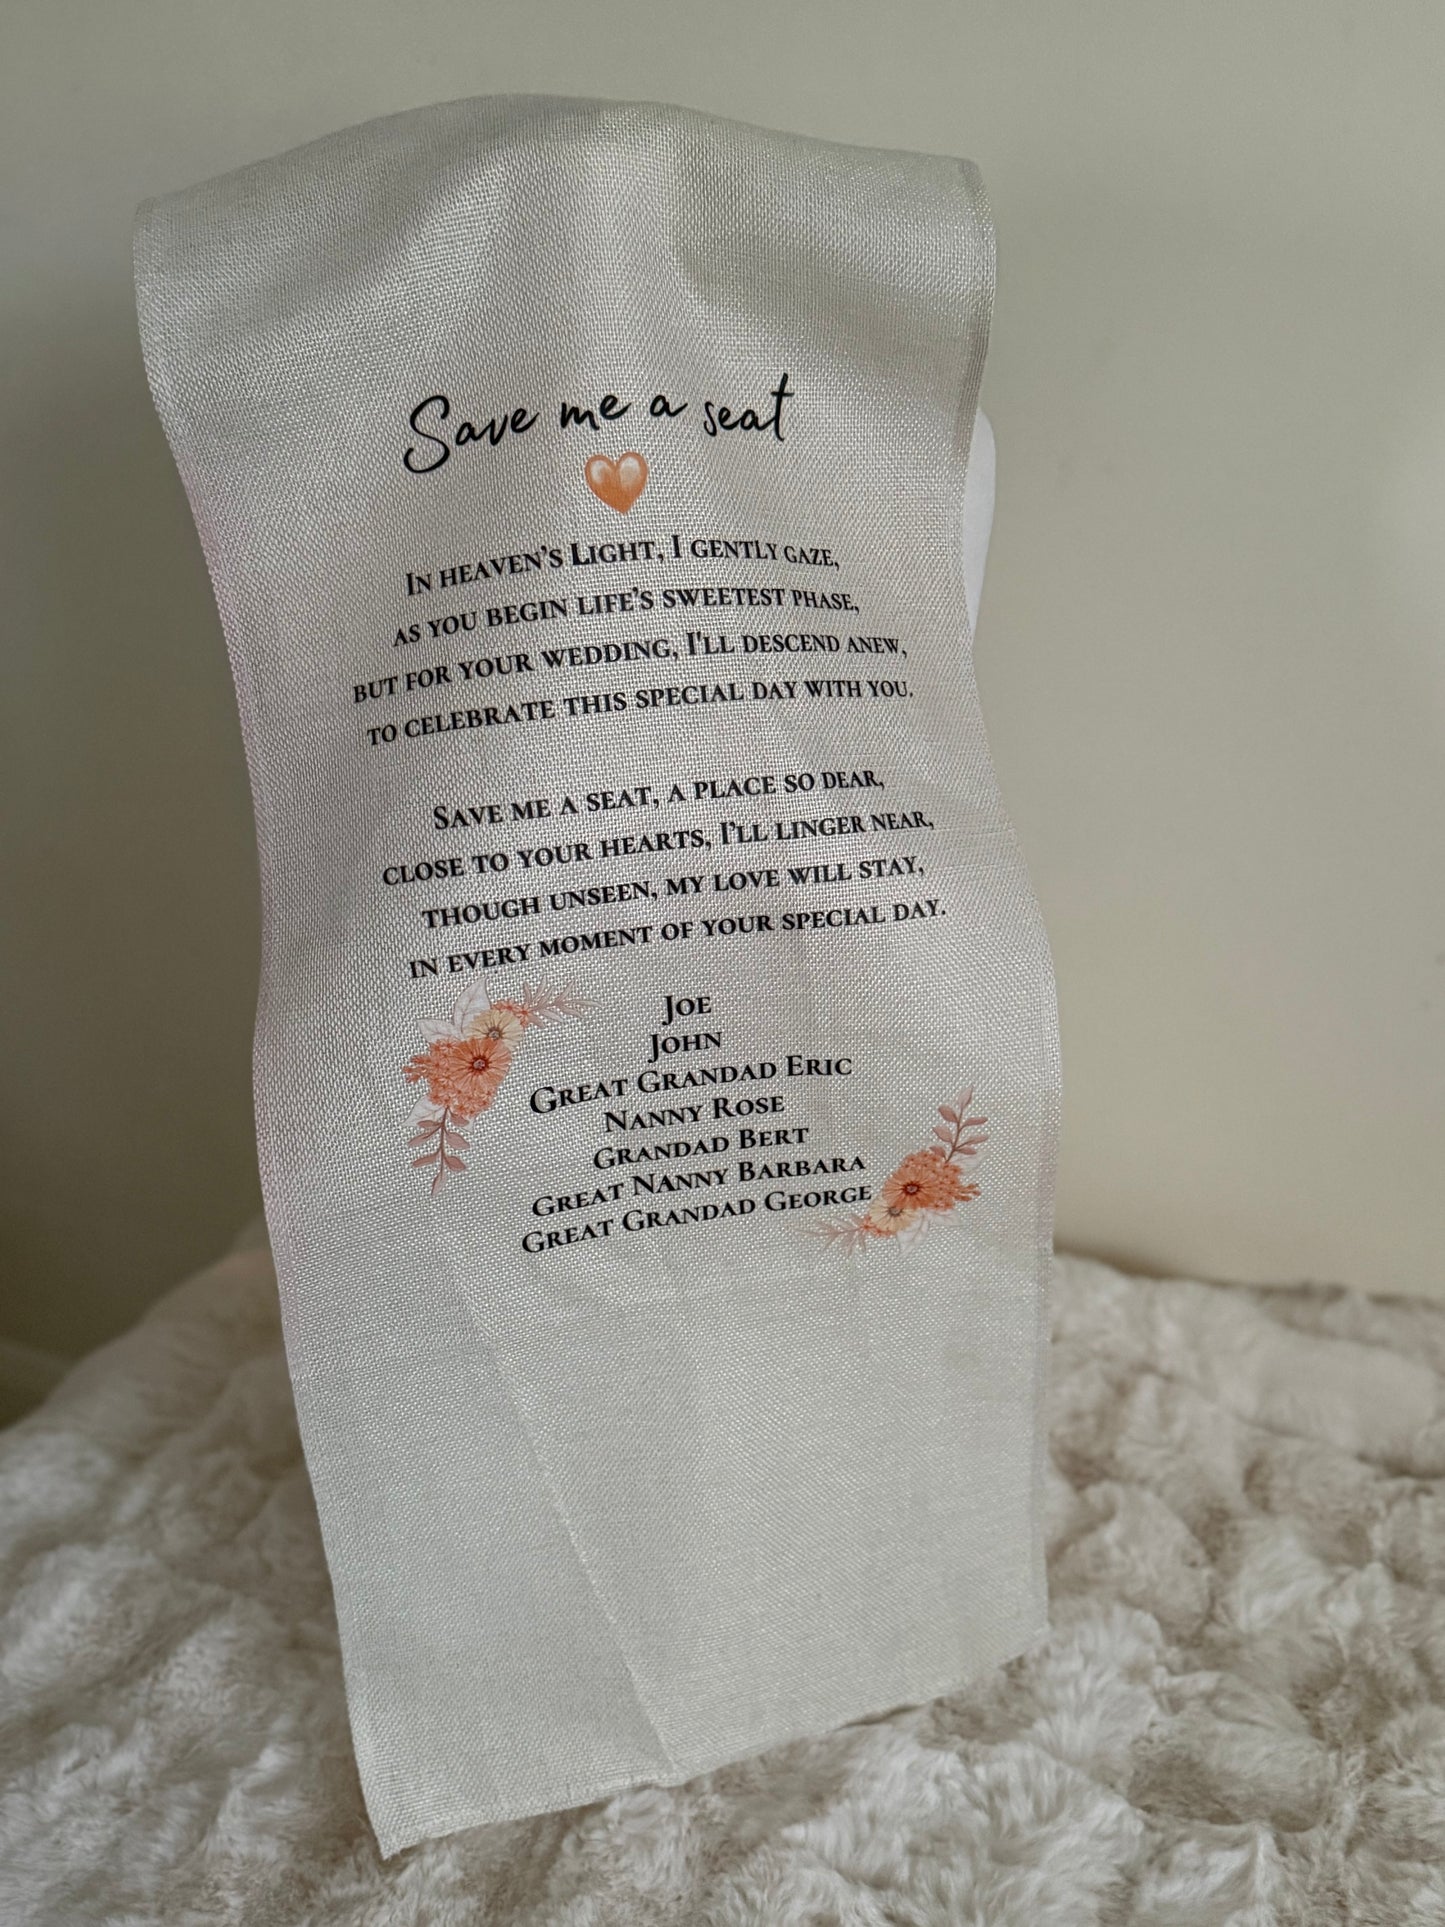 Save me a seat
In heaven's Light, I gently gaze,
as you begin life's sweetest phase,
but for your wedding, I'll descend anew,
to celebrate this special day with you.
Save me a seat, a place so dear,
close to your hearts, I'll linger near,
though unseen, my love will stay,
in every moment of your special day.
Joe
John
Great Grandad Eric
Nanny Rose
Grandad Bert
Great Nanny Barbara
Great Grandad George